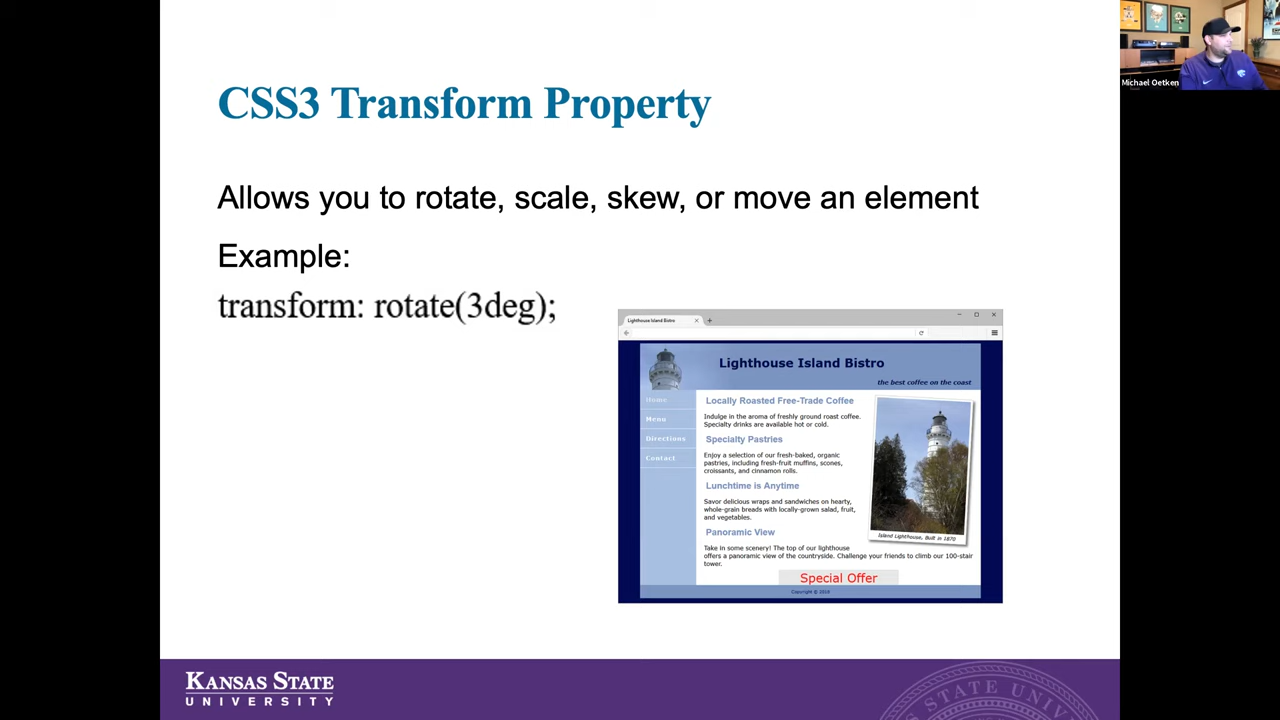 CSS3 Transform Property
Michael Oetken
Allows you to rotate, scale, skew, or move an element
Example:
transform: rotate(3deg);
Lighthouse Island Bistro
Lighthouse Island Bistro
the best coffee on the coast
Home
Menu
Directions
Contact
Locally Roasted Free-Trade Coffee
Indulge in the aroma of freshly ground roast coffee.
Specialty drinks are available hot or cold.
Specialty Pastries
Enjoy a selection of our fresh-baked, organic
pastries, including fresh-fruit muffins, scones,
croissants, and cinnamon rolls.
Lunchtime is Anytime
Savor delicious wraps and sandwiches on hearty,
whole-grain breads with locally-grown salad, fruit,
and vegetables.
Panoramic View
Take in some scenery! The top of our lighthouse
offers a panoramic view of the countryside. Challenge your friends to climb our 100-stair
tower.
Island Lighthouse, Built in 1870
Special Offer
KANSAS STATE
UNIVERSITY
STATE UNI